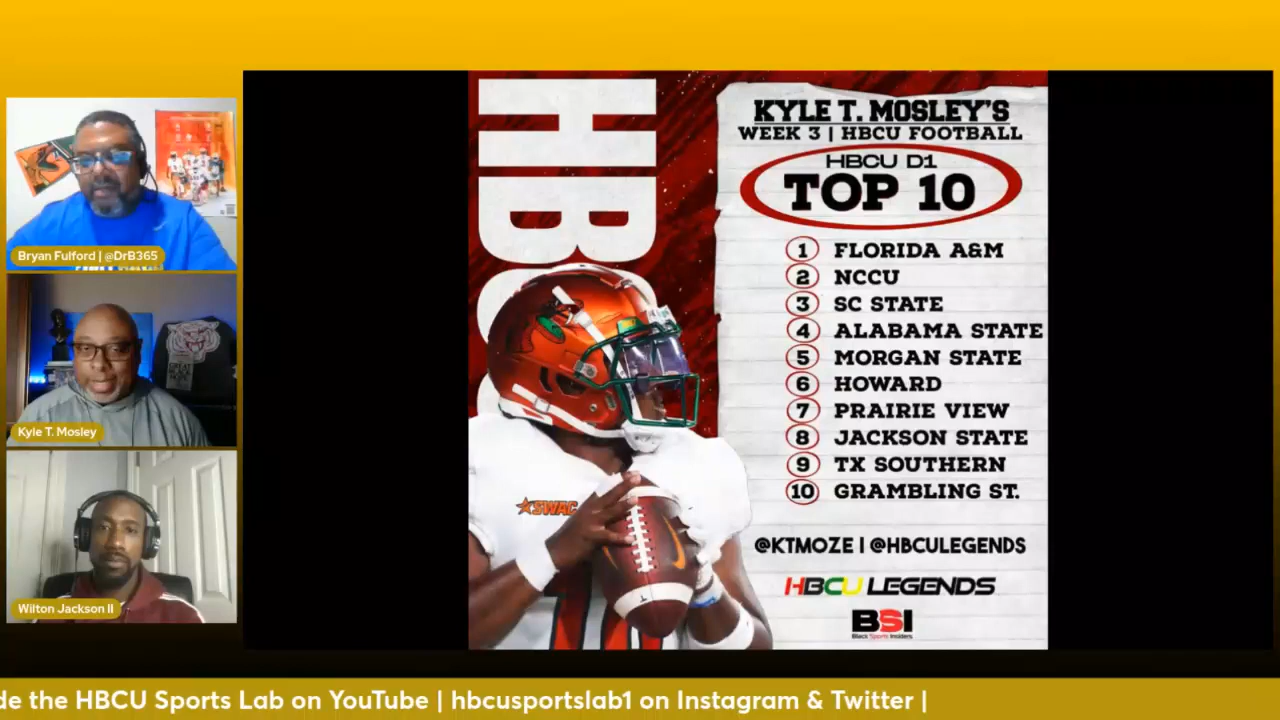 Bryan Fulford | @DrB365
Kyle T. Mosley
Wilton Jackson II
HBC
KYLE T. MOSLEY'S
WEEK 3 | HBCU FOOTBALL
HBCU D1
TOP 10
1 FLORIDA A&M
2 NCCU
3 SC STATE
4 ALABAMA STATE
5 MORGAN STATE
6 HOWARD
7 PRAIRIE VIEW
8 JACKSON STATE
9 TX SOUTHERN
10 GRAMBLING ST.
SWAC
@KTMOZE | @HBCULEGENDS
HBCU LEGENDS
BSI
Black Sports Insiders
de the HBCU Sports Lab on YouTube | hbcusportslab1 on Instagram & Twitter |